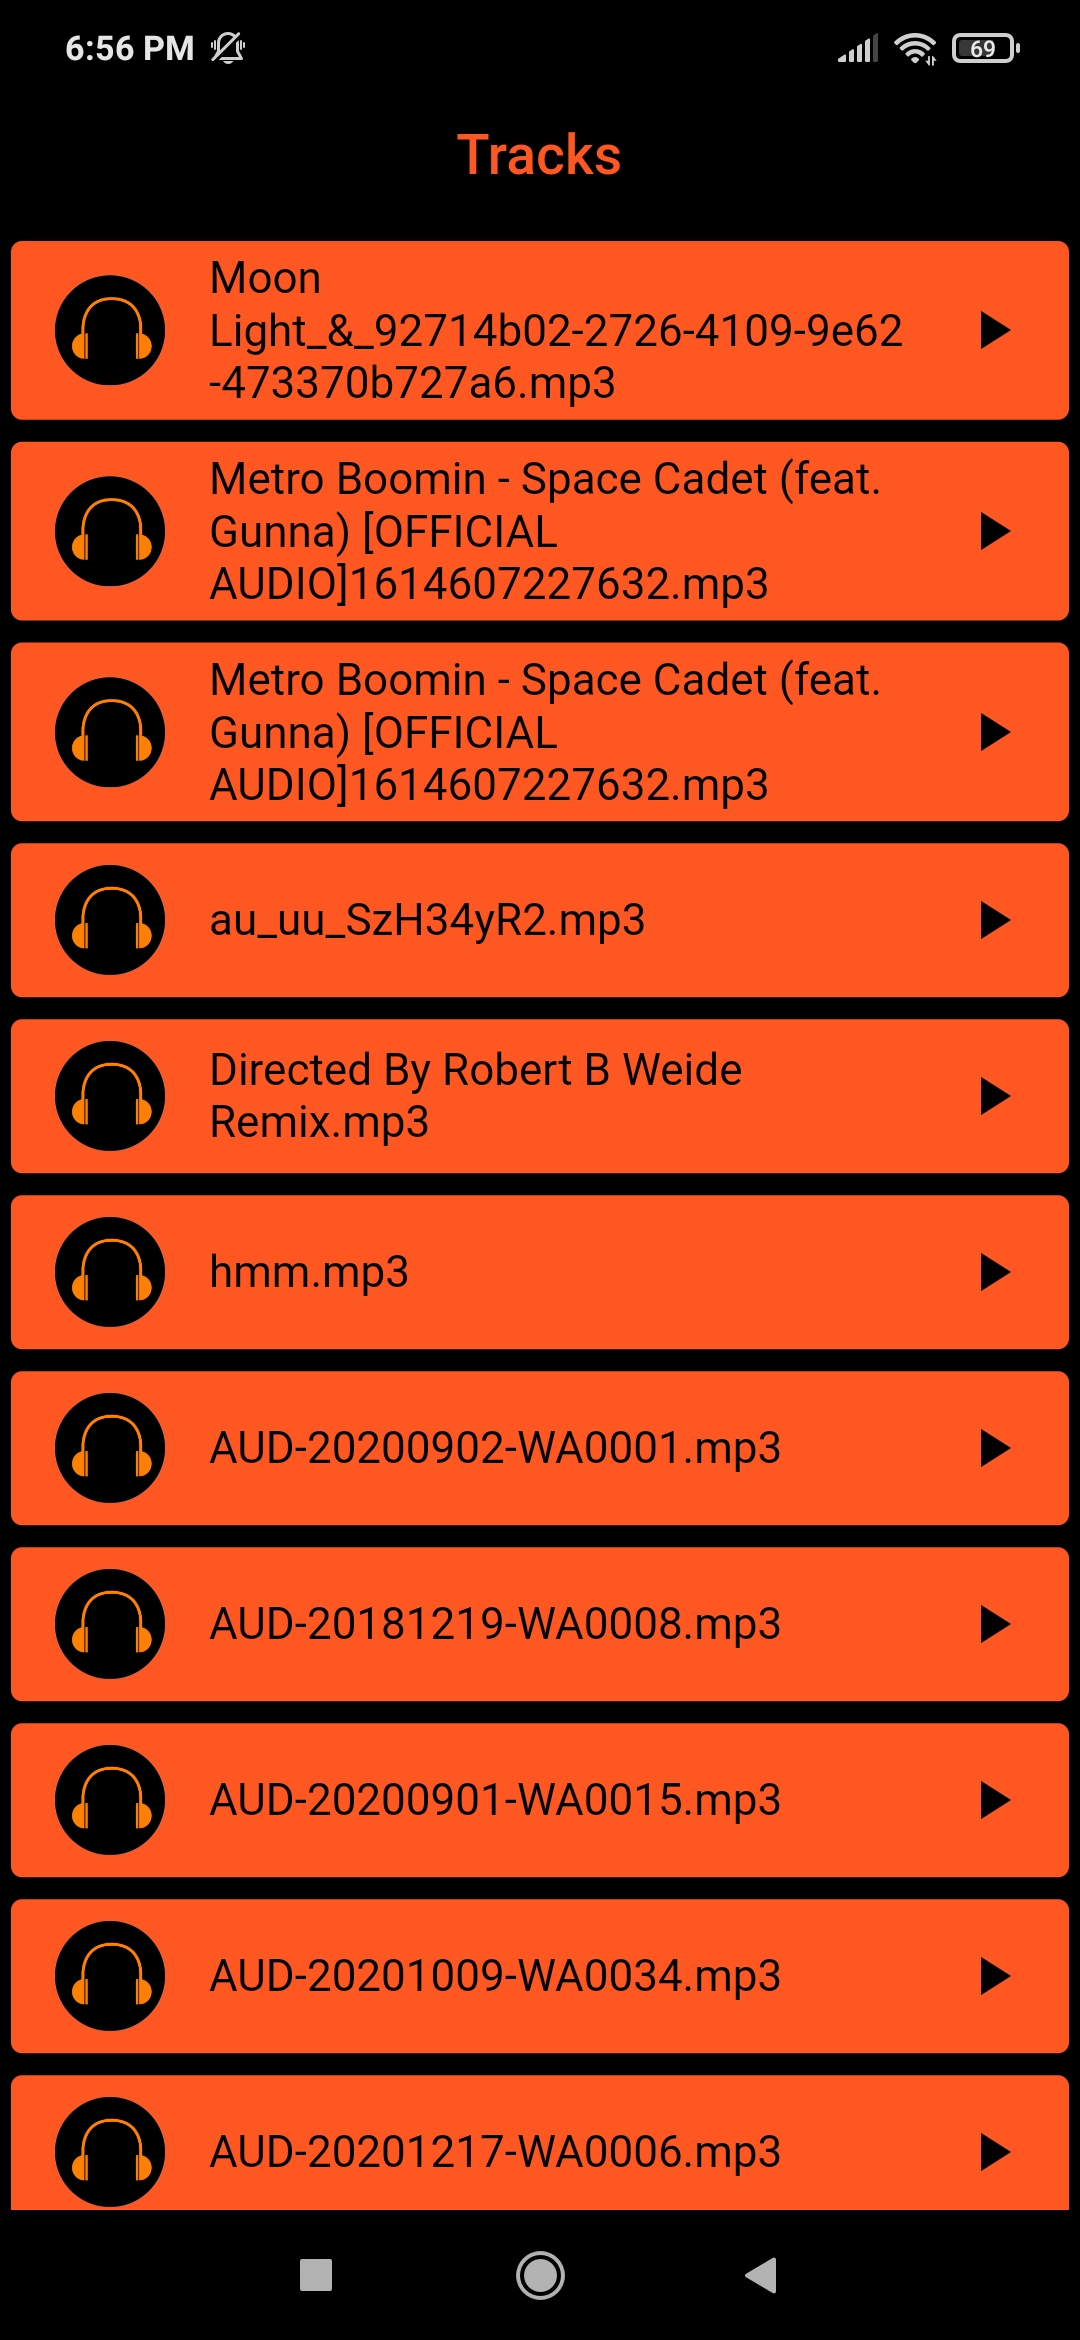 6:56 PM
69
Tracks
Moon
Light_&_92714b02-2726-4109-9e62
-473370b727a6.mp3
Metro Boomin - Space Cadet (feat.
Gunna) [OFFICIAL
AUDIO]1614607227632.mp3
Metro Boomin - Space Cadet (feat.
Gunna) [OFFICIAL
AUDIO]1614607227632.mp3
au_uu_SzH34yR2.mp3
Directed By Robert B Weide
Remix.mp3
hmm.mp3
AUD-20200902-WA0001.mp3
AUD-20181219-WA0008.mp3
AUD-20200901-WA0015.mp3
AUD-20201009-WA0034.mp3
AUD-20201217-WA0006.mp3